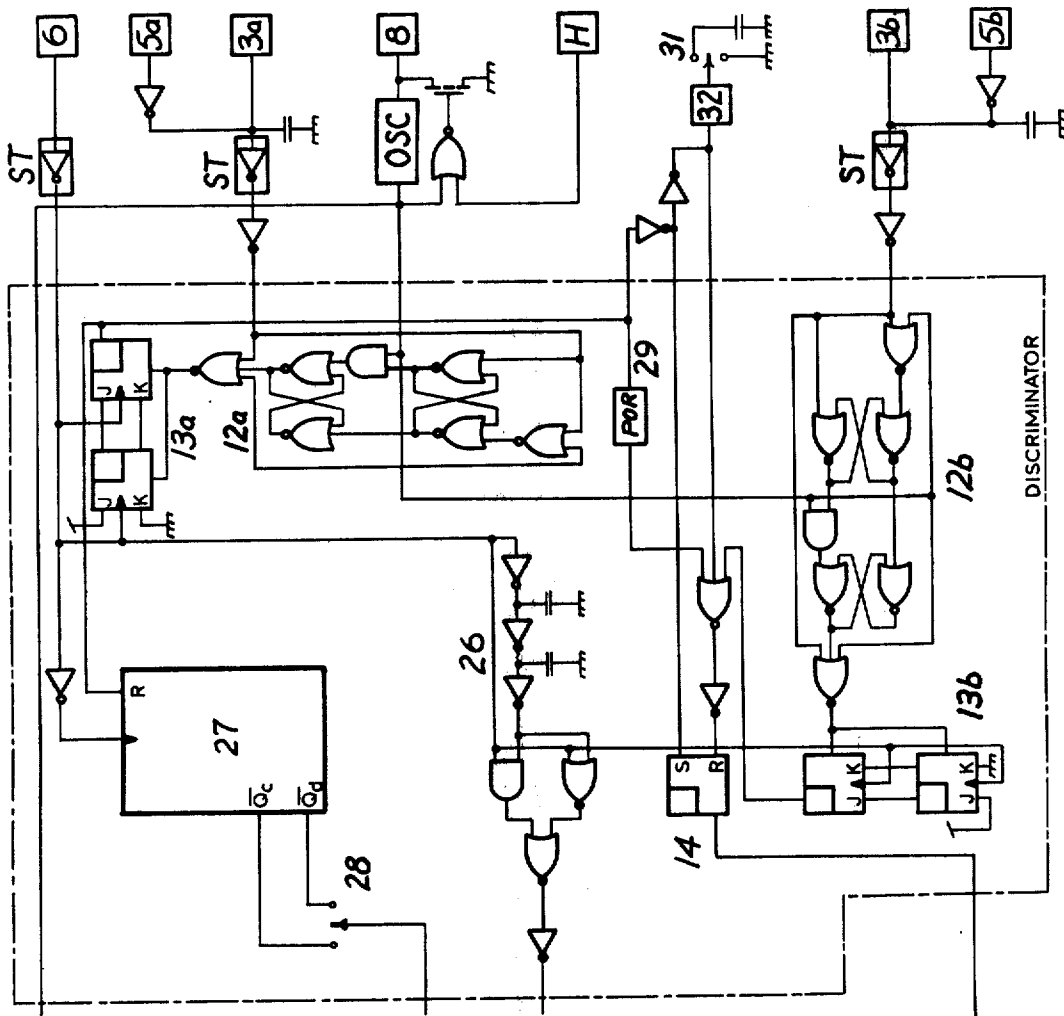 6
5a
3a
8
H
31
3b
5b
ST
ST
OSC
32
ST
J
K
13a
J
K
12a
29
POR
12b
DISCRIMINATOR
R
27
Q̅c
Q̅d
28
26
S
R
14
K
J
K
J
13b